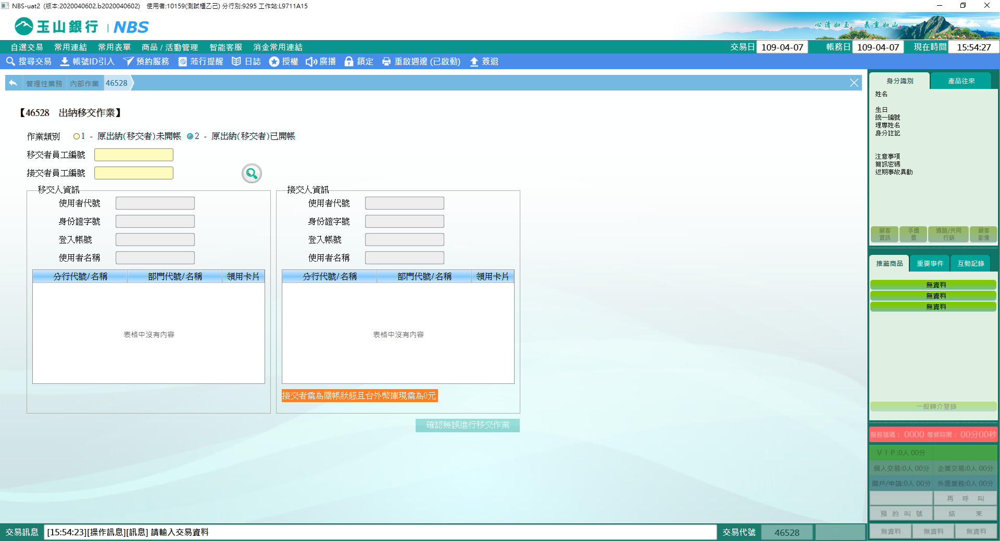 NBS-uat2 (版本:2020040602.b2020040602) 使用者:10159(測試櫃乙己) 分行別:9295 工作站:L9711A15
玉山銀行 | NBS
心清如玉。義重如山。
自選交易 常用連結 常用表單 商品 / 活動管理 智能客服 消金常用連結 交易日 109-04-07 帳務日 109-04-07 現在時間 15:54:27
搜尋交易 帳號ID引入 預約服務 蒞行提醒 日誌 授權 廣播 鎖定 重啟週邊 (已啟動) 簽退
管理性業務 內部作業 46528
【46528 出納移交作業】
作業類別 1 - 原出納(移交者)未開帳 2 - 原出納(移交者)已開帳
移交者員工編號
接交者員工編號
移交人資訊
使用者代號
身份證字號
登入帳號
使用者名稱
分行代號/名稱 部門代號/名稱 領用卡片
表格中沒有內容
接交人資訊
使用者代號
身份證字號
登入帳號
使用者名稱
分行代號/名稱 部門代號/名稱 領用卡片
表格中沒有內容
接交者需為關帳狀態且台外幣庫現需為0元
確認無誤進行移交作業
身分識別 產品往來
姓名
生日
統一編號
理專姓名
身分註記
注意事項
簡訊密碼
近期事故異動
顧客資訊 手續費 通路/共同行銷 顧客影像
推薦商品 重要事件 互動記錄
無資料
無資料
無資料
一般轉介登錄
服務號碼： 0000 等候時間： 00分00秒
ＶＩＰ:0人 00分
個人交易:0人 00分 企業交易:0人 00分
開戶/申請:0人 00分 外匯業務:0人 00分
再 呼 叫
預 約 叫 號 結 束
無資料 無資料 無資料
交易訊息 [15:54:23][操作訊息][訊息] 請輸入交易資料 交易代號 46528